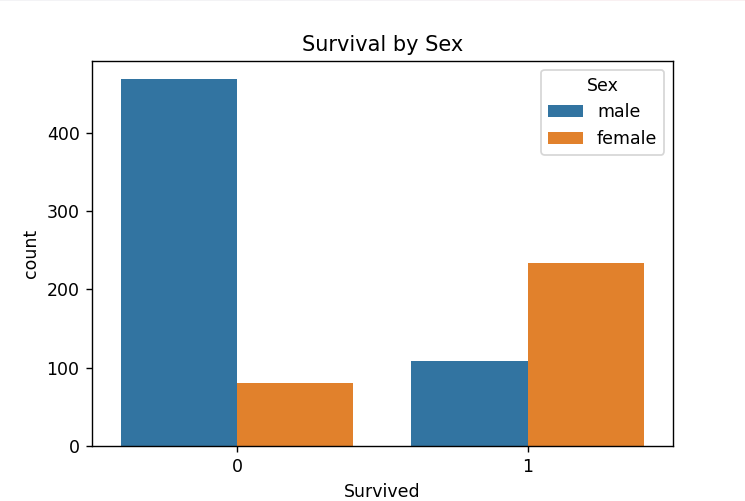 Survival by Sex
Sex
male
female
400
300
200
100
0
count
0 1
Survived